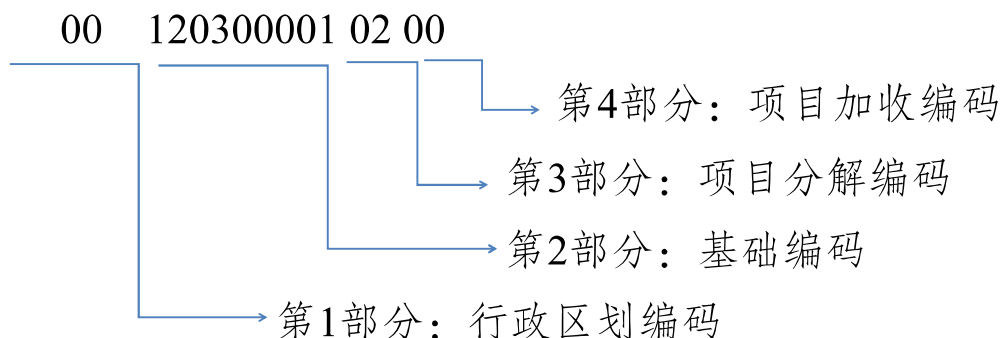 00 120300001 02 00
第4部分：项目加收编码
第3部分：项目分解编码
第2部分：基础编码
第1部分：行政区划编码